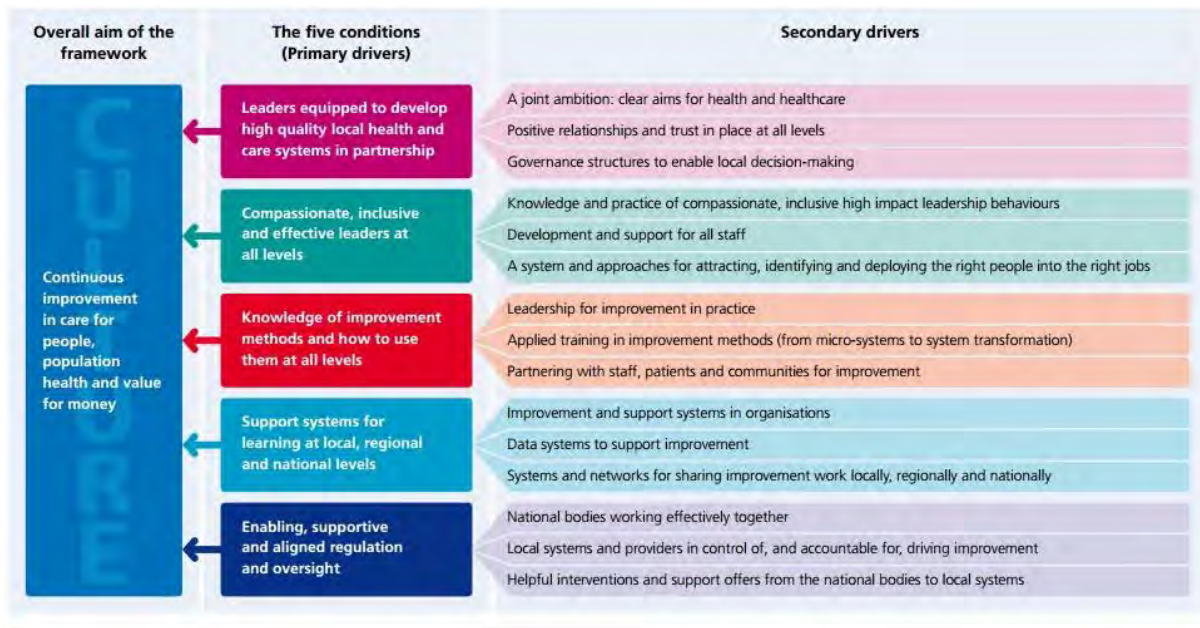 Overall aim of the
framework
The five conditions
(Primary drivers)
Secondary drivers
CULTURE
Continuous
improvement
in care for
people,
population
health and value
for money
Leaders equipped to develop
high quality local health and
care systems in partnership
A joint ambition: clear aims for health and healthcare
Positive relationships and trust in place at all levels
Governance structures to enable local decision-making
Compassionate, inclusive
and effective leaders at
all levels
Knowledge and practice of compassionate, inclusive high impact leadership behaviours
Development and support for all staff
A system and approaches for attracting, identifying and deploying the right people into the right jobs
Knowledge of improvement
methods and how to use
them at all levels
Leadership for improvement in practice
Applied training in improvement methods (from micro-systems to system transformation)
Partnering with staff, patients and communities for improvement
Support systems for
learning at local, regional
and national levels
Improvement and support systems in organisations
Data systems to support improvement
Systems and networks for sharing improvement work locally, regionally and nationally
Enabling, supportive
and aligned regulation
and oversight
National bodies working effectively together
Local systems and providers in control of, and accountable for, driving improvement
Helpful interventions and support offers from the national bodies to local systems